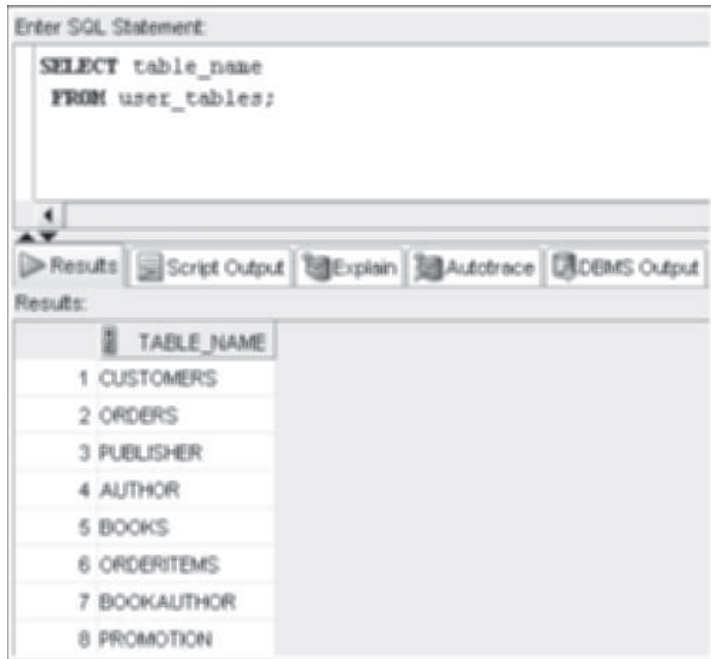 Enter SQL Statement:
SELECT table_name
FROM user_tables;
Results Script Output Explain Autotrace DBMS Output
Results:
TABLE_NAME
1 CUSTOMERS
2 ORDERS
3 PUBLISHER
4 AUTHOR
5 BOOKS
6 ORDERITEMS
7 BOOKAUTHOR
8 PROMOTION